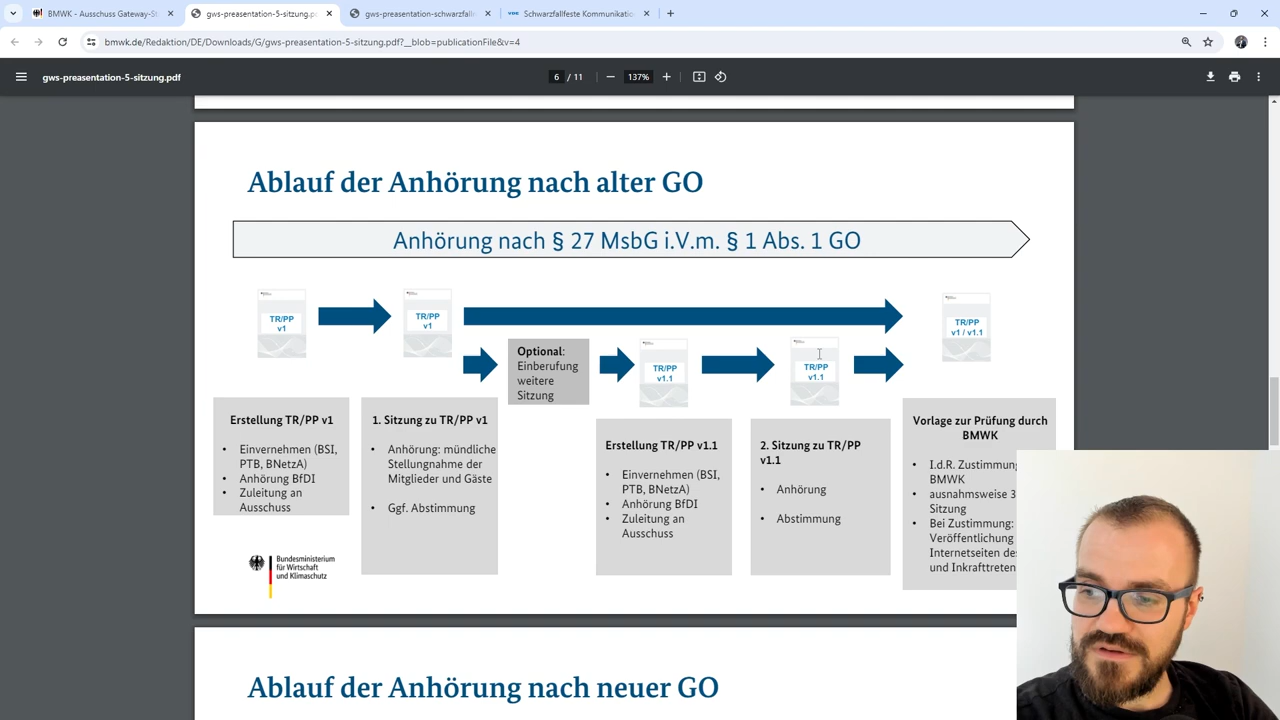 BMWK - Ausschuss Gateway-St
gws-preasentation-5-sitzung.pd
gws-preasentation-schwarzfall
VDE Schwarzfallfeste Kommunikatio
bmwk.de/Redaktion/DE/Downloads/G/gws-preasentation-5-sitzung.pdf?__blob=publicationFile&v=4
gws-preasentation-5-sitzung.pdf
6 / 11
137%
Ablauf der Anhörung nach alter GO
Anhörung nach § 27 MsbG i.V.m. § 1 Abs. 1 GO
TR/PP
v1
TR/PP
v1
Optional:
Einberufung
weitere
Sitzung
TR/PP
v1.1
TR/PP
v1.1
TR/PP
v1 / v1.1
Erstellung TR/PP v1
• Einvernehmen (BSI,
PTB, BNetzA)
• Anhörung BfDI
• Zuleitung an
Ausschuss
1. Sitzung zu TR/PP v1
• Anhörung: mündliche
Stellungnahme der
Mitglieder und Gäste
• Ggf. Abstimmung
Erstellung TR/PP v1.1
• Einvernehmen (BSI,
PTB, BNetzA)
• Anhörung BfDI
• Zuleitung an
Ausschuss
2. Sitzung zu TR/PP
v1.1
• Anhörung
• Abstimmung
Vorlage zur Prüfung durch
BMWK
• I.d.R. Zustimmung
BMWK
• ausnahmsweise 3
Sitzung
• Bei Zustimmung:
Veröffentlichung
Internetseiten des
und Inkrafttreten
Bundesministerium
für Wirtschaft
und Klimaschutz
Ablauf der Anhörung nach neuer GO